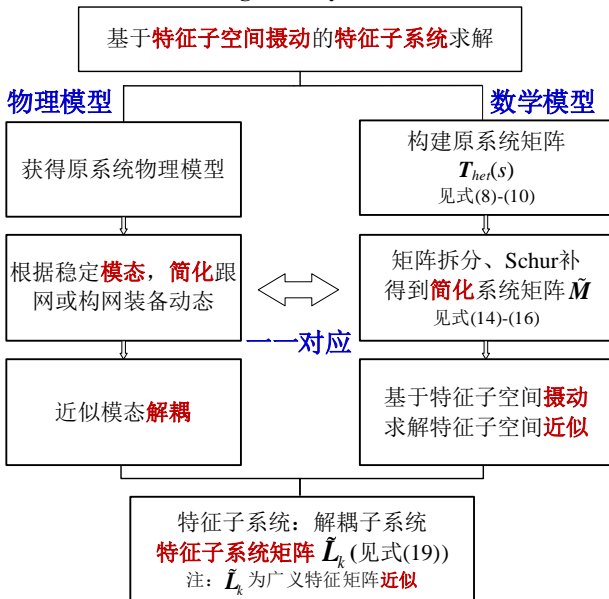 基于特征子空间摄动的特征子系统求解
物理模型
数学模型
获得原系统物理模型
构建原系统矩阵
T_het(s)
见式(8)-(10)
根据稳定模态，简化跟
网或构网装备动态
矩阵拆分、Schur补
得到简化系统矩阵 M̃
见式(14)-(16)
一一对应
近似模态解耦
基于特征子空间摄动
求解特征子空间近似
特征子系统：解耦子系统
特征子系统矩阵 L̃_k (见式(19))
注：L̃_k 为广义特征矩阵近似